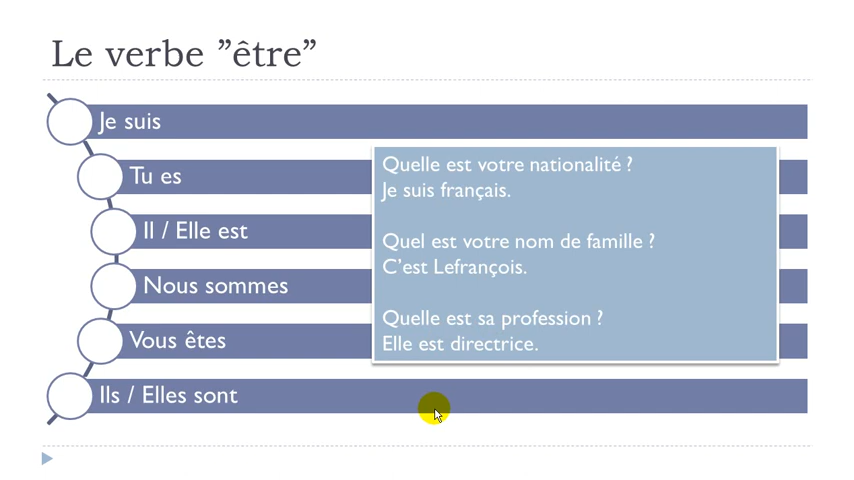 Le verbe ”être”
Je suis
Tu es
Il / Elle est
Nous sommes
Vous êtes
Ils / Elles sont
Quelle est votre nationalité ?
Je suis français.
Quel est votre nom de famille ?
C’est Lefrançois.
Quelle est sa profession ?
Elle est directrice.